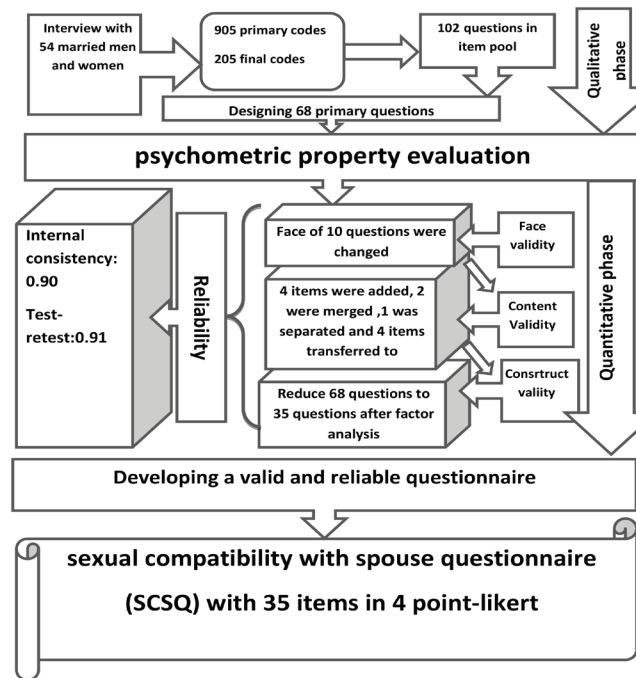 Interview with
54 married men
and women
905 primary codes
205 final codes
102 questions in
item pool
Qualitative
phase
Designing 68 primary questions
psychometric property evaluation
Internal
consistency:
0.90
Test-
retest:0.91
Reliability
Face of 10 questions were
changed
Face
validity
4 items were added, 2
were merged ,1 was
separated and 4 items
transferred to
Content
Validity
Reduce 68 questions to
35 questions after factor
analysis
Consrtruct
valiity
Quantitative phase
Developing a valid and reliable questionnaire
sexual compatibility with spouse questionnaire
(SCSQ) with 35 items in 4 point-likert